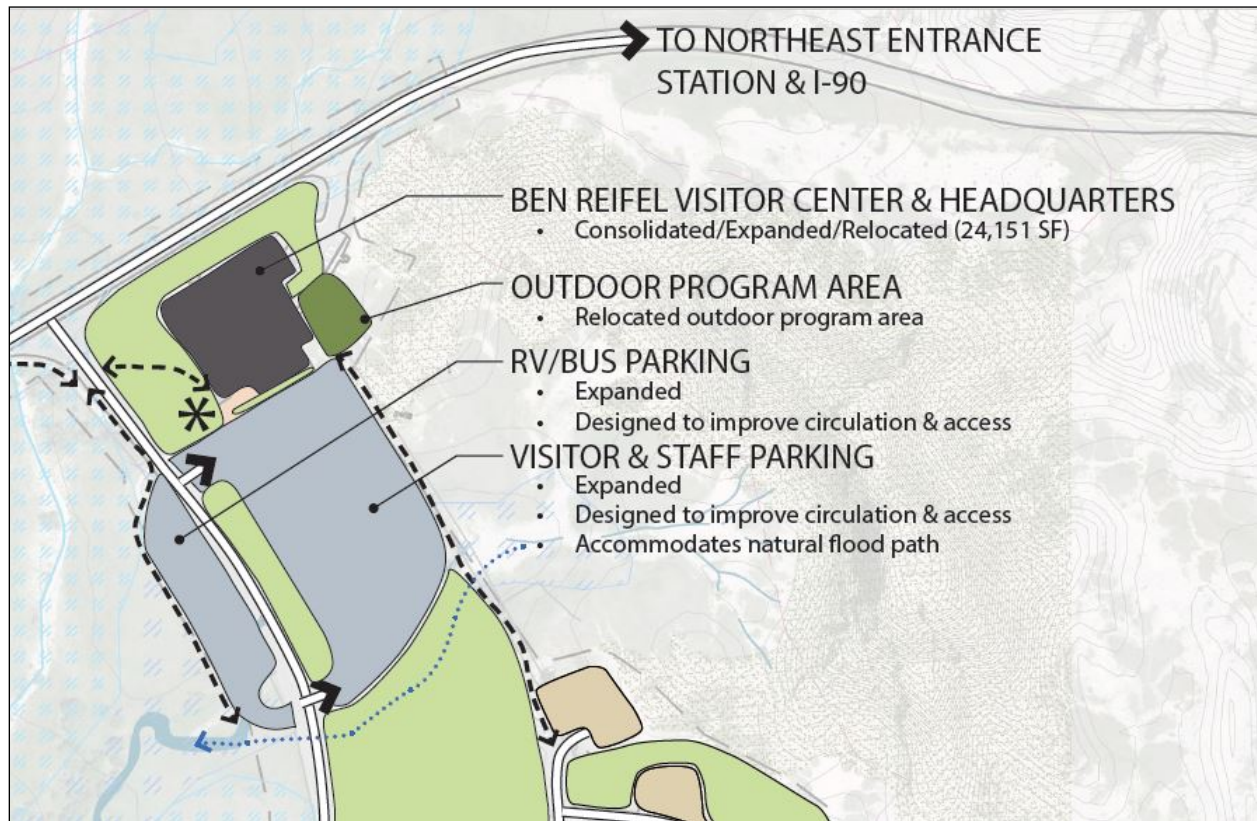 TO NORTHEAST ENTRANCE
STATION & I-90
BEN REIFEL VISITOR CENTER & HEADQUARTERS
• Consolidated/Expanded/Relocated (24,151 SF)
OUTDOOR PROGRAM AREA
• Relocated outdoor program area
RV/BUS PARKING
• Expanded
• Designed to improve circulation & access
VISITOR & STAFF PARKING
• Expanded
• Designed to improve circulation & access
• Accommodates natural flood path